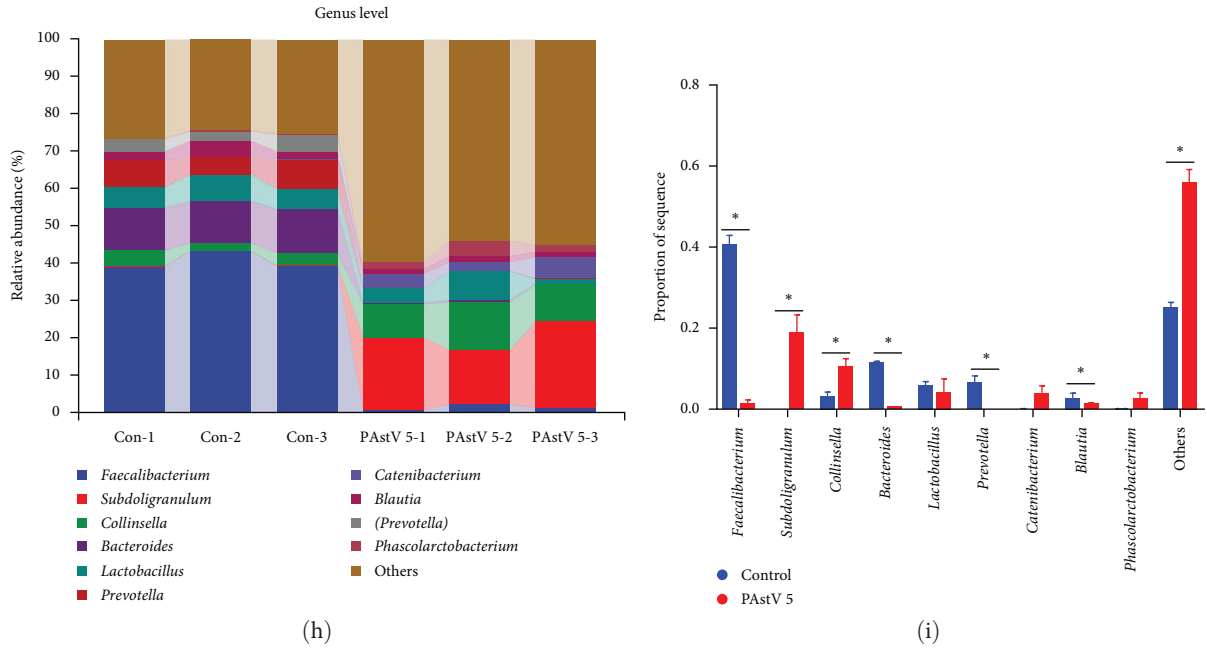 Genus level
Relative abundance (%)
100
90
80
70
60
50
40
30
20
10
0
Con-1 Con-2 Con-3 PAstV 5-1 PAstV 5-2 PAstV 5-3
Faecalibacterium
Subdoligranulum
Collinsella
Bacteroides
Lactobacillus
Prevotella
Catenibacterium
Blautia
(Prevotella)
Phascolarctobacterium
Others
(h)
Proportion of sequence
0.8
0.6
0.4
0.2
0.0
* * * * * * *
Faecalibacterium
Subdoligranulum
Collinsella
Bacteroides
Lactobacillus
Prevotella
Catenibacterium
Blautia
Phascolarctobacterium
Others
Control
PAstV 5
(i)